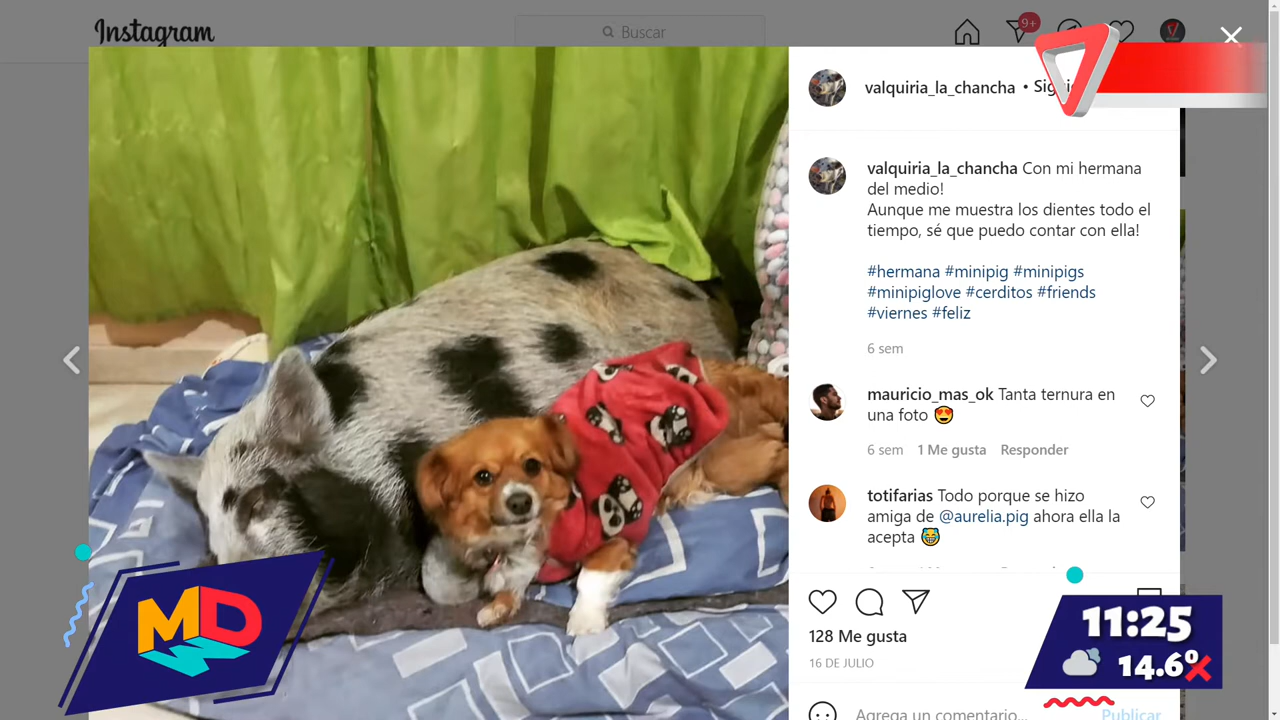 Instagram
Buscar
9+
valquiria_la_chancha •
valquiria_la_chancha Con mi hermana
del medio!
Aunque me muestra los dientes todo el
tiempo, sé que puedo contar con ella!
#hermana #minipig #minipigs
#minipiglove #cerditos #friends
#viernes #feliz
6 sem
mauricio_mas_ok Tanta ternura en
una foto 😍
6 sem 1 Me gusta Responder
totifarias Todo porque se hizo
amiga de @aurelia.pig ahora ella la
acepta 😂
128 Me gusta
16 DE JULIO
Agrega un comentario... Publicar
MD
11:25
14.6º